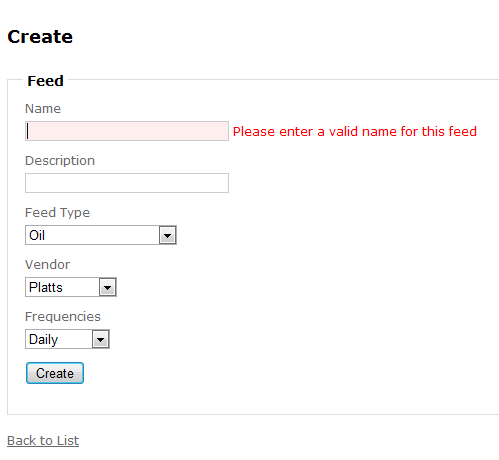 Create
Feed
Name
Please enter a valid name for this feed
Description
Feed Type
Oil
Vendor
Platts
Frequencies
Daily
Create
Back to List